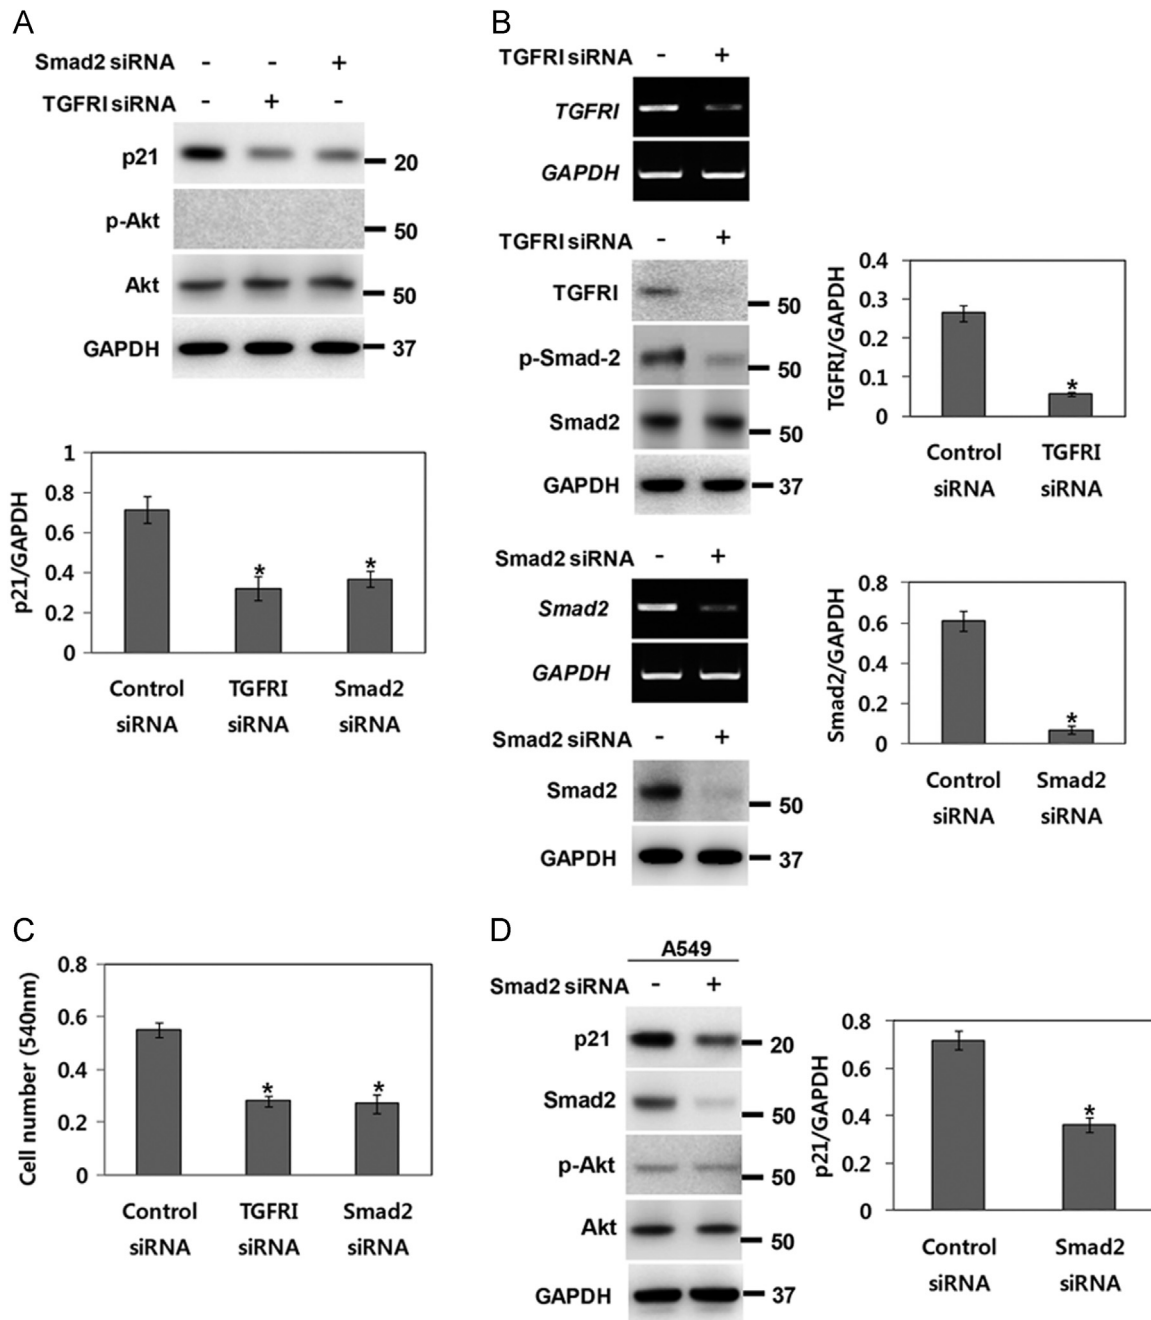 A
Smad2 siRNA - - +
TGFRI siRNA - + -
p21 20
p-Akt 50
Akt 50
GAPDH 37
p21/GAPDH
1
0.8
0.6
0.4
0.2
0
* *
Control siRNA
TGFRI siRNA
Smad2 siRNA
B
TGFRI siRNA - +
TGFRI
GAPDH
TGFRI siRNA - +
TGFRI 50
p-Smad-2 50
Smad2 50
GAPDH 37
TGFRI/GAPDH
0.4
0.3
0.2
0.1
0
*
Control siRNA
TGFRI siRNA
Smad2 siRNA - +
Smad2
GAPDH
Smad2 siRNA - +
Smad2 50
GAPDH 37
Smad2/GAPDH
0.8
0.6
0.4
0.2
0
*
Control siRNA
Smad2 siRNA
C
Cell number (540nm)
0.8
0.6
0.4
0.2
0
* *
Control siRNA
TGFRI siRNA
Smad2 siRNA
D
A549
Smad2 siRNA - +
p21 20
Smad2 50
p-Akt 50
Akt 50
GAPDH 37
p21/GAPDH
0.8
0.6
0.4
0.2
0
*
Control siRNA
Smad2 siRNA